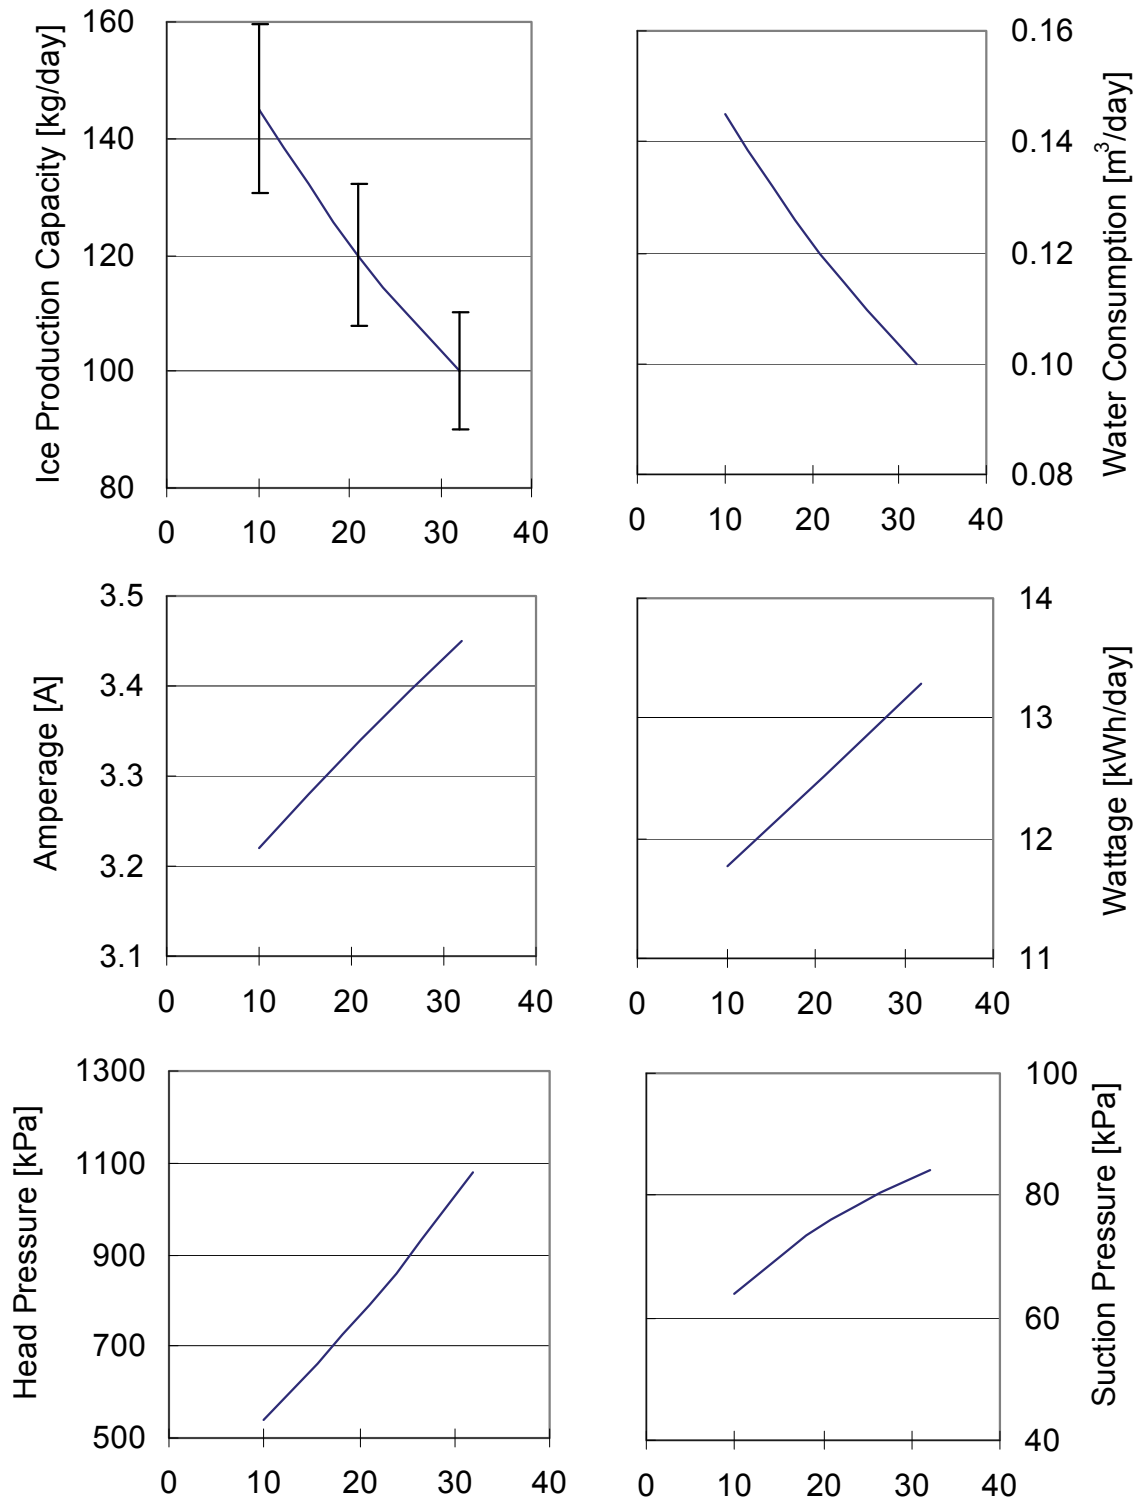 Ice Production Capacity [kg/day]
160
140
120
100
80
0 10 20 30 40
Water Consumption [m³/day]
0.16
0.14
0.12
0.10
0.08
0 10 20 30 40
Amperage [A]
3.5
3.4
3.3
3.2
3.1
0 10 20 30 40
Wattage [kWh/day]
14
13
12
11
0 10 20 30 40
Head Pressure [kPa]
1300
1100
900
700
500
0 10 20 30 40
Suction Pressure [kPa]
100
80
60
40
0 10 20 30 40